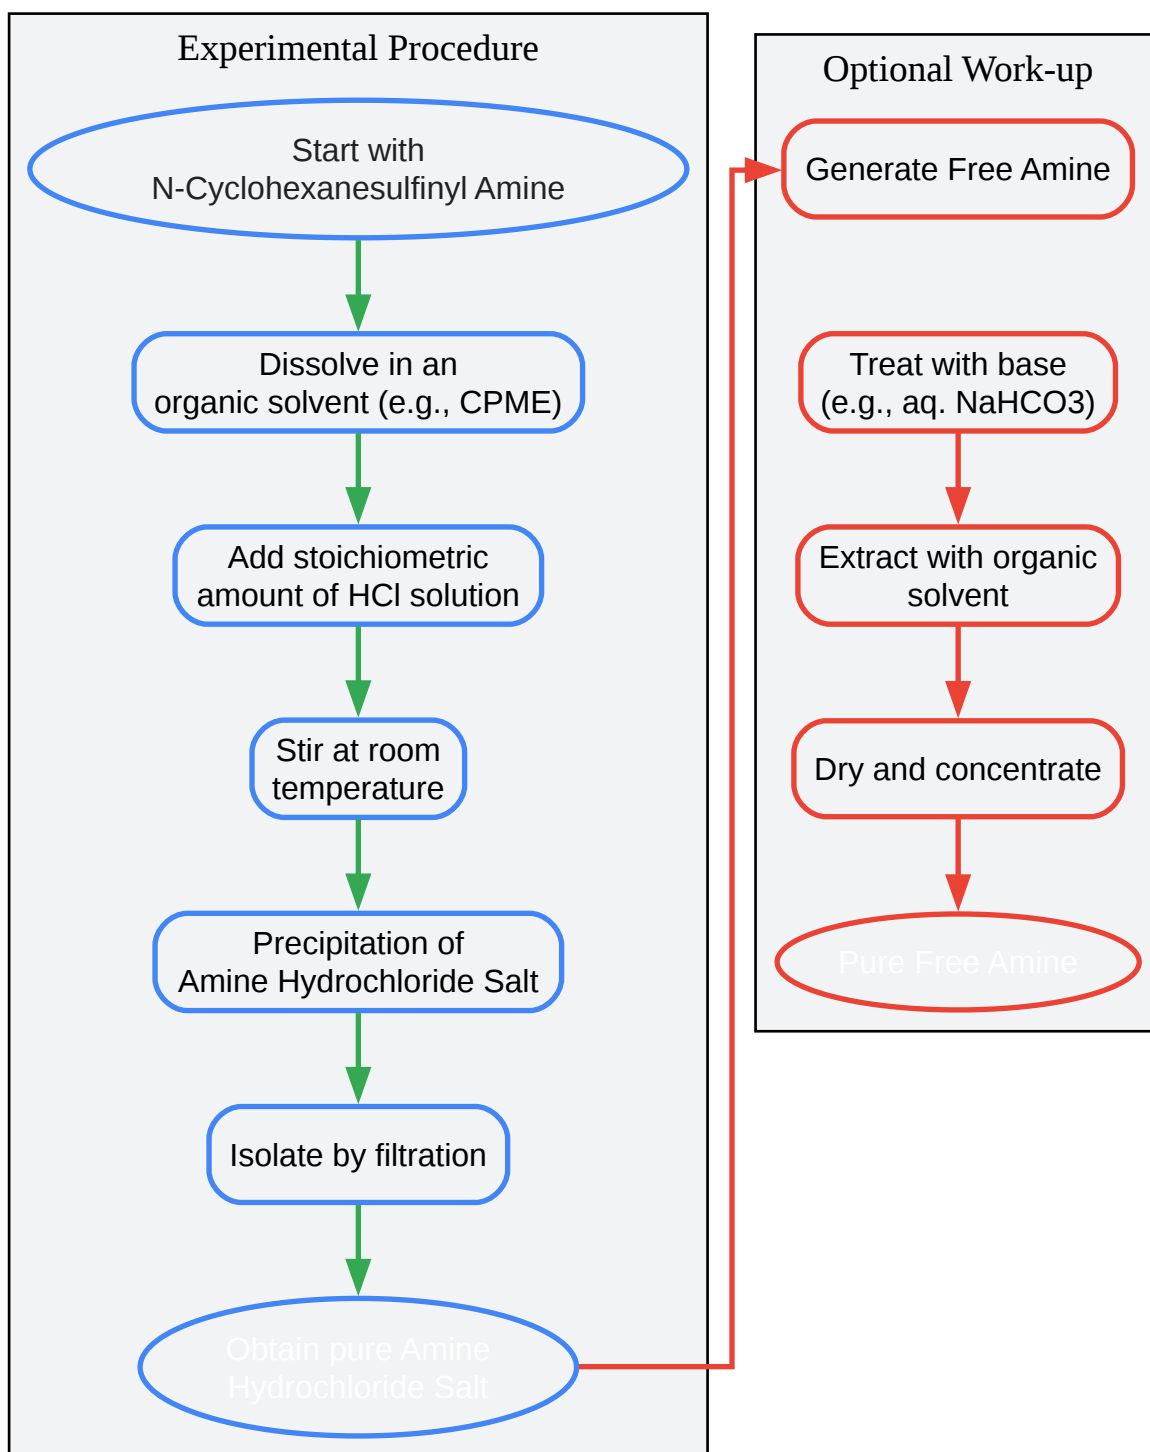 Experimental Procedure
Start with
N-Cyclohexanesulfinyl Amine
Dissolve in an
organic solvent (e.g., CPME)
Add stoichiometric
amount of HCl solution
Stir at room
temperature
Precipitation of
Amine Hydrochloride Salt
Isolate by filtration
Obtain pure Amine
Hydrochloride Salt
Optional Work-up
Generate Free Amine
Treat with base
(e.g., aq. NaHCO3)
Extract with organic
solvent
Dry and concentrate
Pure Free Amine